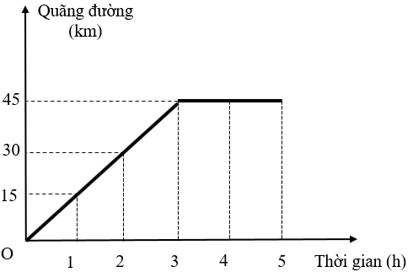 Quãng đường
(km)
45
30
15
O
1 2 3 4 5 Thời gian (h)